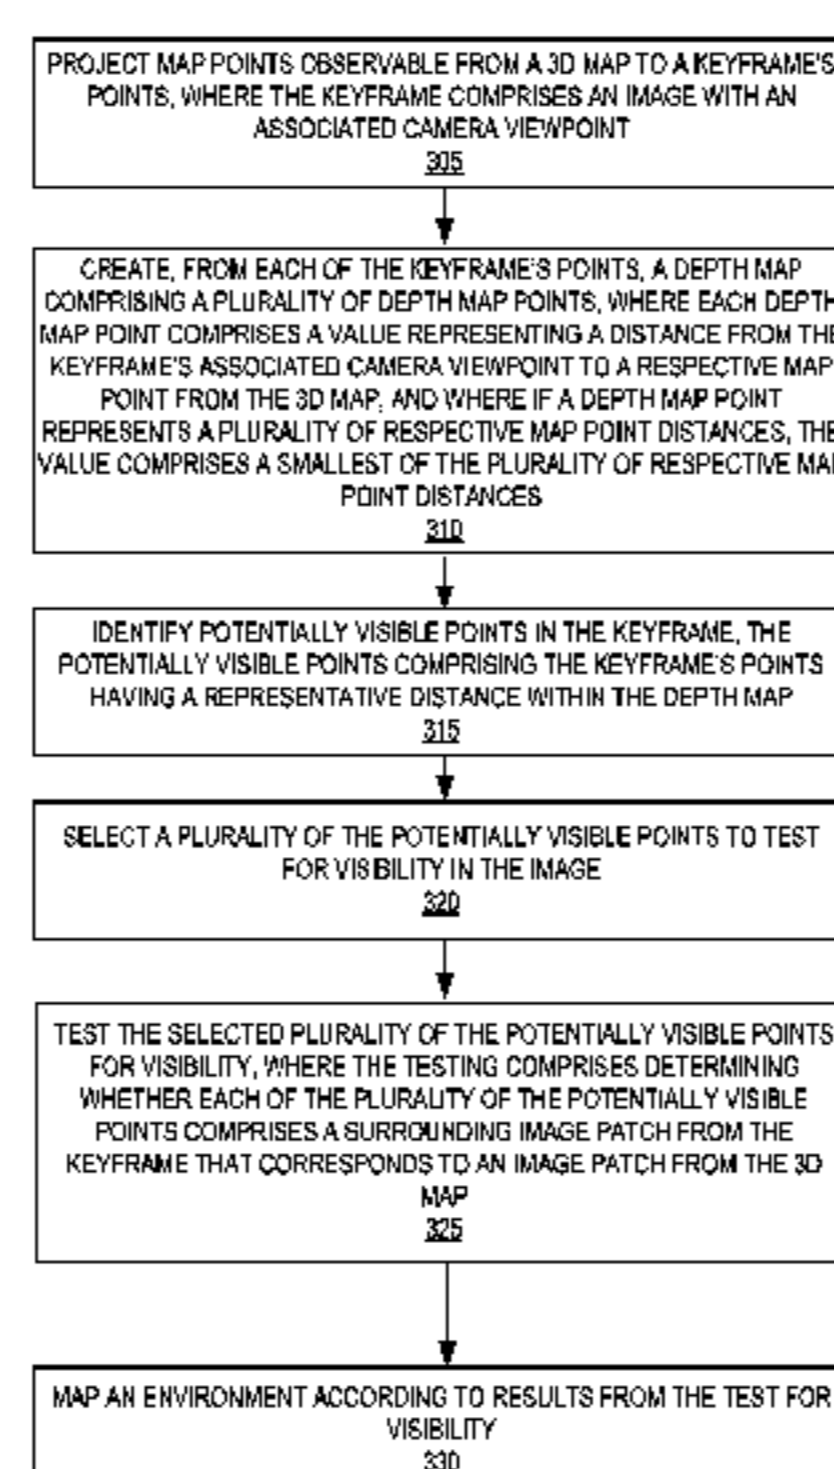 PROJECT MAP POINTS OBSERVABLE FROM A 3D MAP TO A KEYFRAME'S
POINTS, WHERE THE KEYFRAME COMPRISES AN IMAGE WITH AN
ASSOCIATED CAMERA VIEWPOINT
305
CREATE, FROM EACH OF THE KEYFRAME'S POINTS, A DEPTH MAP
COMPRISING A PLURALITY OF DEPTH MAP POINTS, WHERE EACH DEPTH
MAP POINT COMPRISES A VALUE REPRESENTING A DISTANCE FROM THE
KEYFRAME'S ASSOCIATED CAMERA VIEWPOINT TO A RESPECTIVE MAP
POINT FROM THE 3D MAP, AND WHERE IF A DEPTH MAP POINT
REPRESENTS A PLURALITY OF RESPECTIVE MAP POINT DISTANCES, THE
VALUE COMPRISES A SMALLEST OF THE PLURALITY OF RESPECTIVE MAP
POINT DISTANCES
310
IDENTIFY POTENTIALLY VISIBLE POINTS IN THE KEYFRAME, THE
POTENTIALLY VISIBLE POINTS COMPRISING THE KEYFRAME'S POINTS
HAVING A REPRESENTATIVE DISTANCE WITHIN THE DEPTH MAP
315
SELECT A PLURALITY OF THE POTENTIALLY VISIBLE POINTS TO TEST
FOR VISIBILITY IN THE IMAGE
320
TEST THE SELECTED PLURALITY OF THE POTENTIALLY VISIBLE POINTS
FOR VISIBILITY, WHERE THE TESTING COMPRISES DETERMINING
WHETHER EACH OF THE PLURALITY OF THE POTENTIALLY VISIBLE
POINTS COMPRISES A SURROUNDING IMAGE PATCH FROM THE
KEYFRAME THAT CORRESPONDS TO AN IMAGE PATCH FROM THE 3D
MAP
325
MAP AN ENVIRONMENT ACCORDING TO RESULTS FROM THE TEST FOR
VISIBILITY
330